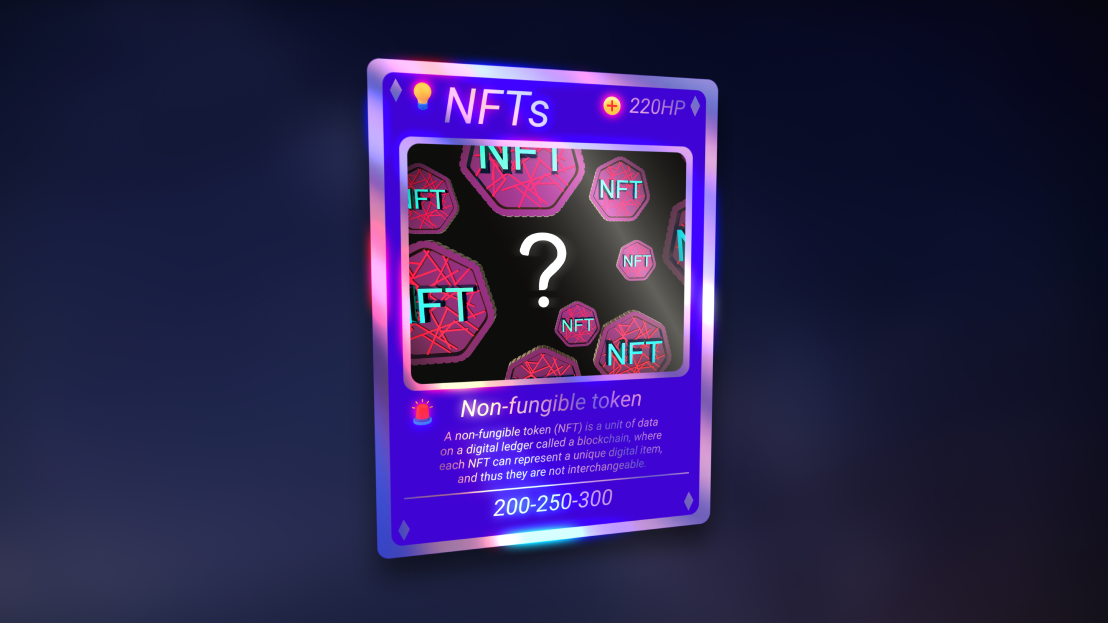 NFTs
220HP
NFT
NFT
NFT
NFT
?
NFT
NFT
NFT
Non-fungible token
A non-fungible token (NFT) is a unit of data
on a digital ledger called a blockchain, where
each NFT can represent a unique digital item,
and thus they are not interchangeable.
200-250-300